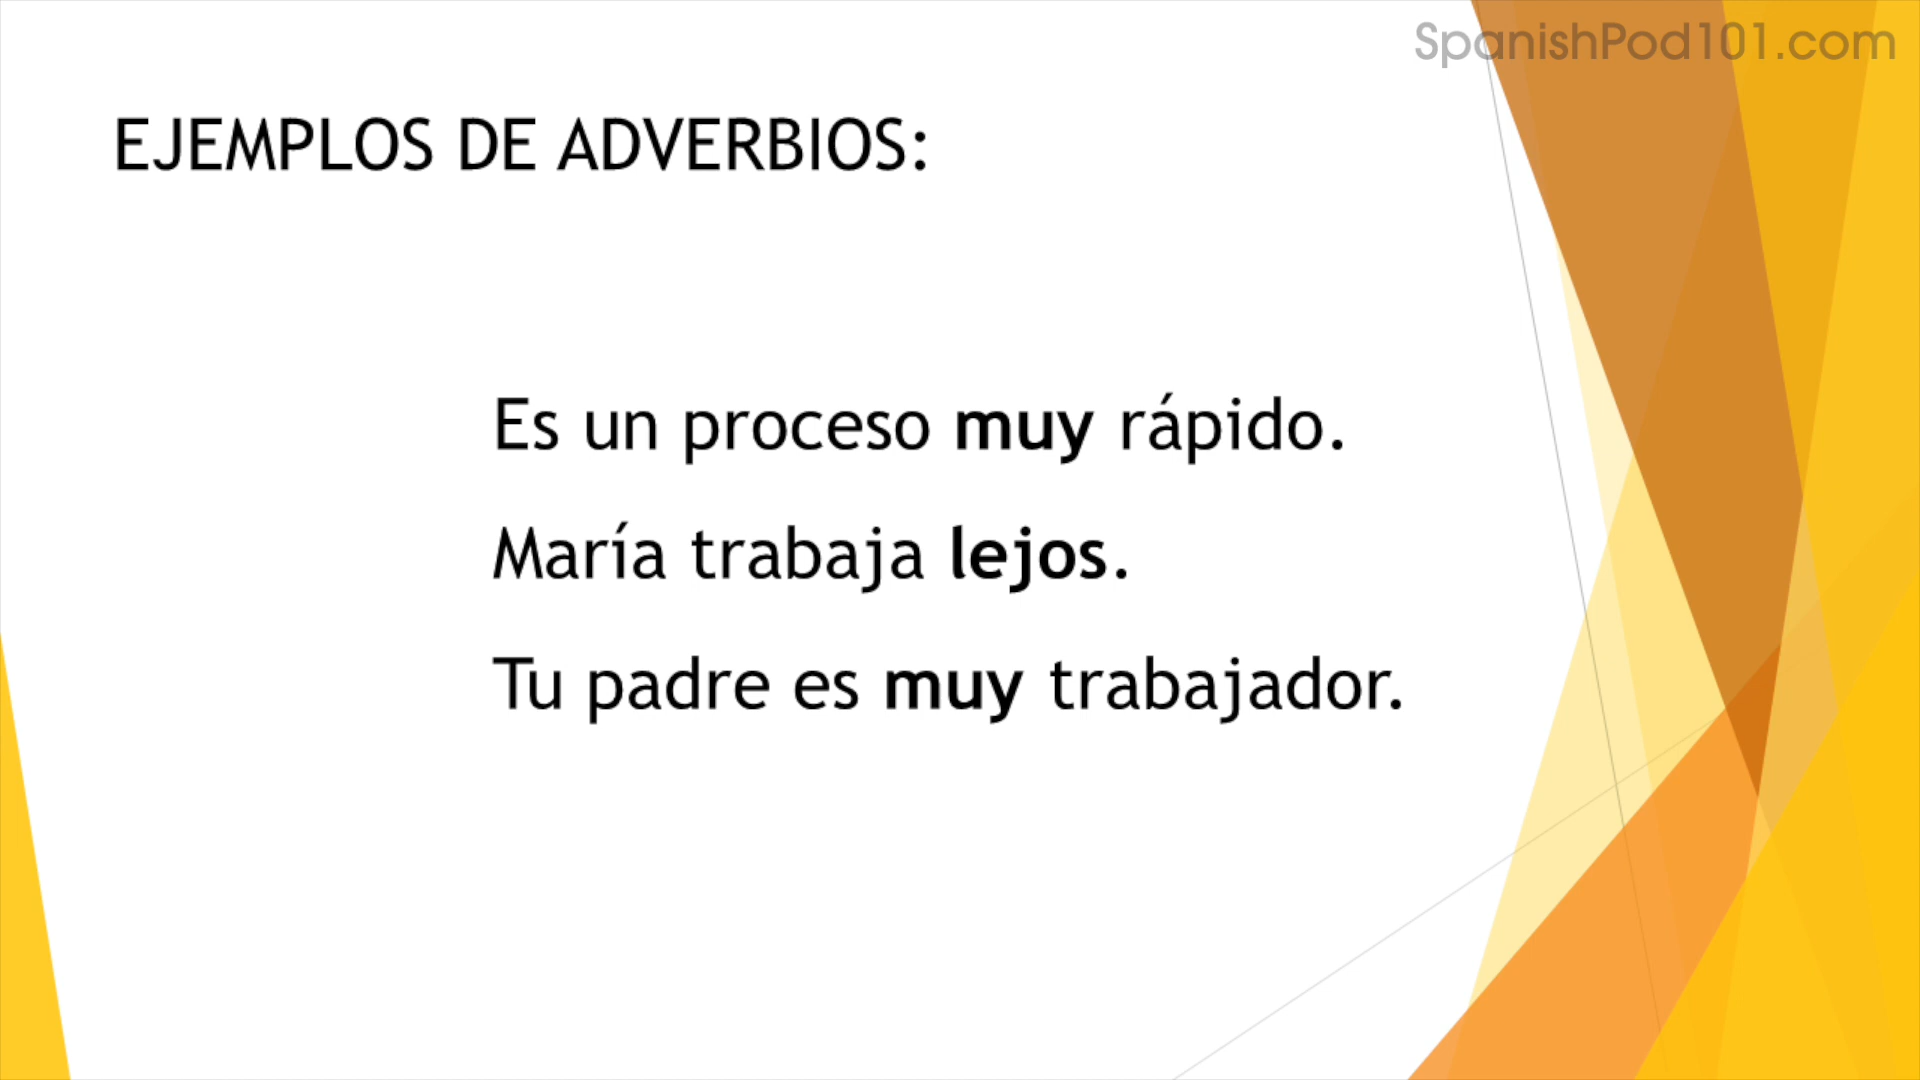 SpanishPod101.com
EJEMPLOS DE ADVERBIOS:
Es un proceso muy rápido.
María trabaja lejos.
Tu padre es muy trabajador.